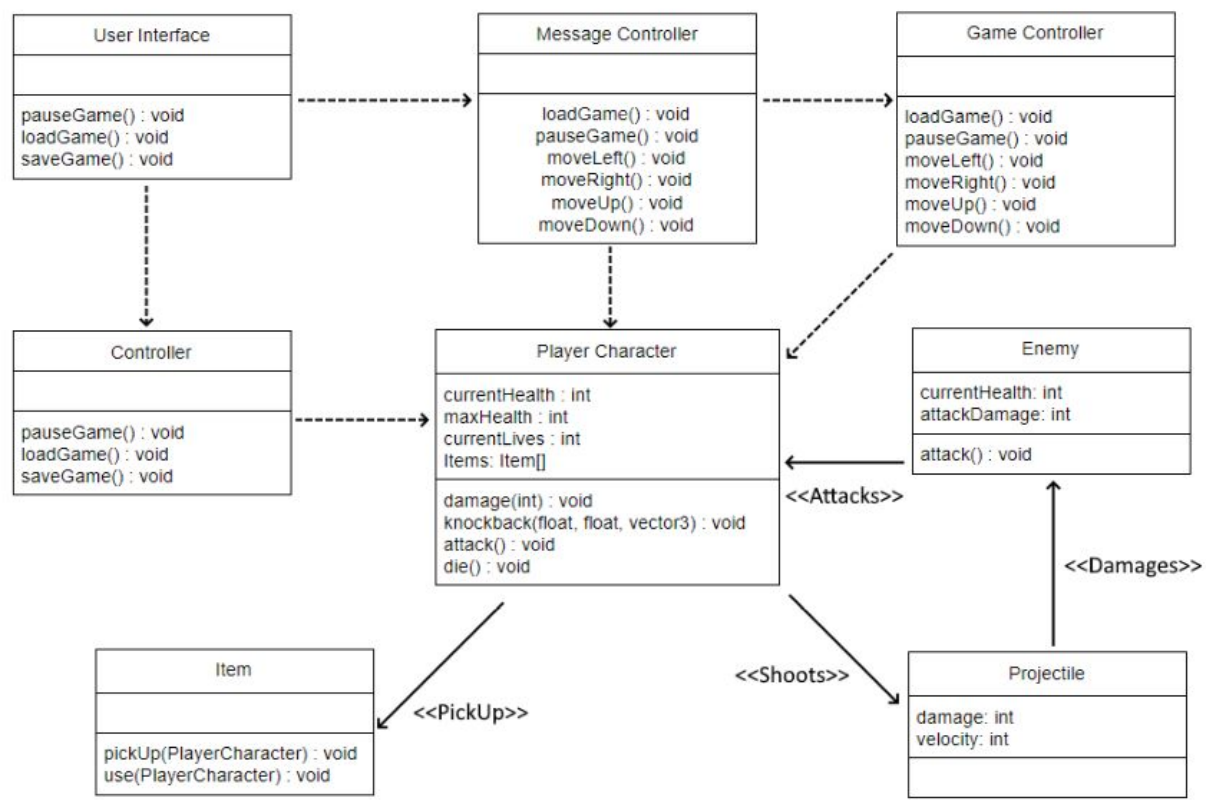 User Interface
pauseGame() : void
loadGame() : void
saveGame() : void
Message Controller
loadGame() : void
pauseGame() : void
moveLeft() : void
moveRight() : void
moveUp() : void
moveDown() : void
Game Controller
loadGame() : void
pauseGame() : void
moveLeft() : void
moveRight() : void
moveUp() : void
moveDown() : void
Controller
pauseGame() : void
loadGame() : void
saveGame() : void
Player Character
currentHealth : int
maxHealth : int
currentLives : int
Items: Item[]
damage(int) : void
knockback(float, float, vector3) : void
attack() : void
die() : void
Enemy
currentHealth: int
attackDamage: int
attack() : void
<<Attacks>>
<<Damages>>
<<Shoots>>
<<PickUp>>
Item
pickUp(PlayerCharacter) : void
use(PlayerCharacter) : void
Projectile
damage: int
velocity: int